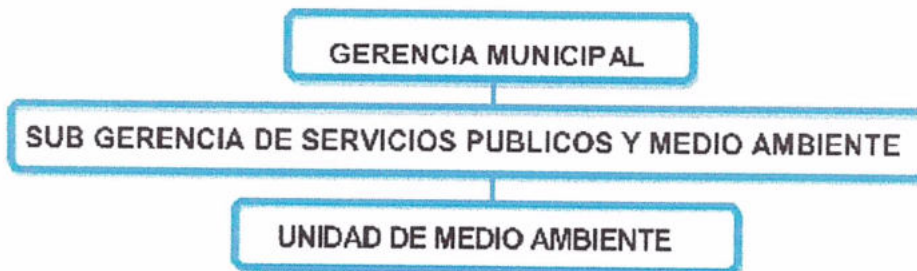 GERENCIA MUNICIPAL
SUB GERENCIA DE SERVICIOS PUBLICOS Y MEDIO AMBIENTE
UNIDAD DE MEDIO AMBIENTE